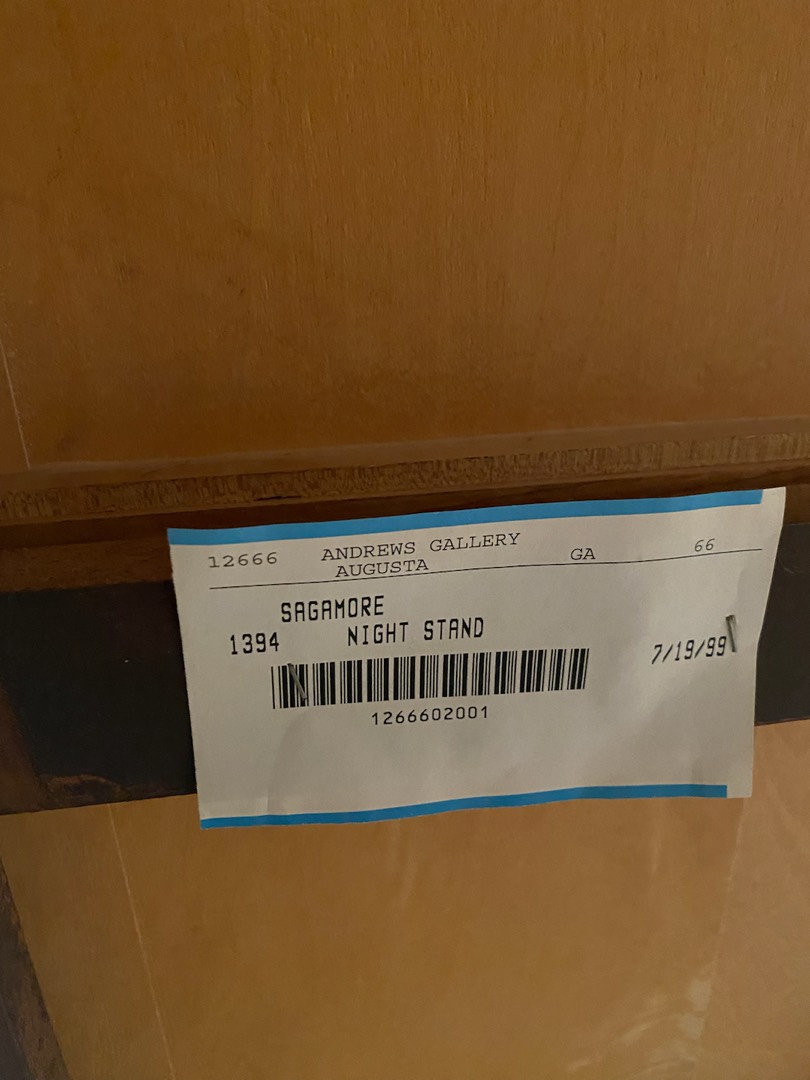 12666 ANDREWS GALLERY
AUGUSTA GA 66
SAGAMORE
1394 NIGHT STAND 7/19/99
1266602001